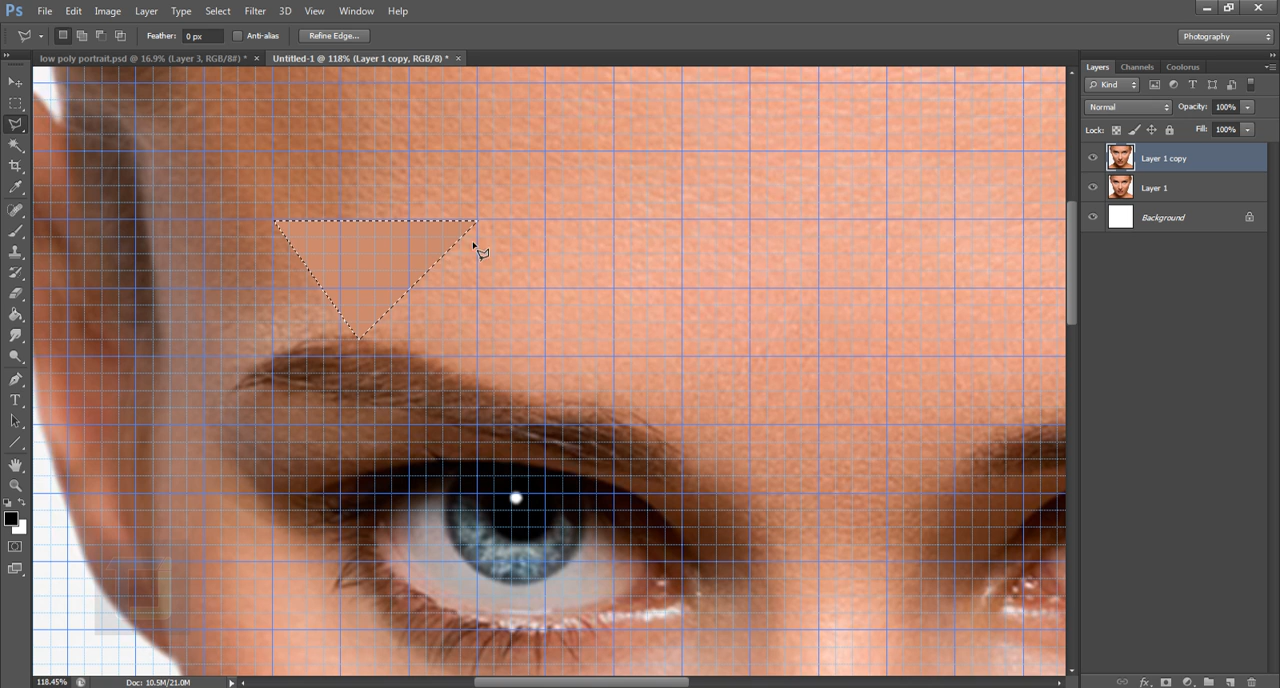 Ps File Edit Image Layer Type Select Filter 3D View Window Help
Feather: 0 px Anti-alias Refine Edge... Photography
low poly portrait.psd @ 16.9% (Layer 3, RGB/8#) * × Untitled-1 @ 118% (Layer 1 copy, RGB/8) * ×
Layers Channels Coolorus
Kind
Normal Opacity: 100%
Lock: Fill: 100%
Layer 1 copy
Layer 1
Background
118.45% Doc: 10.5M/21.0M